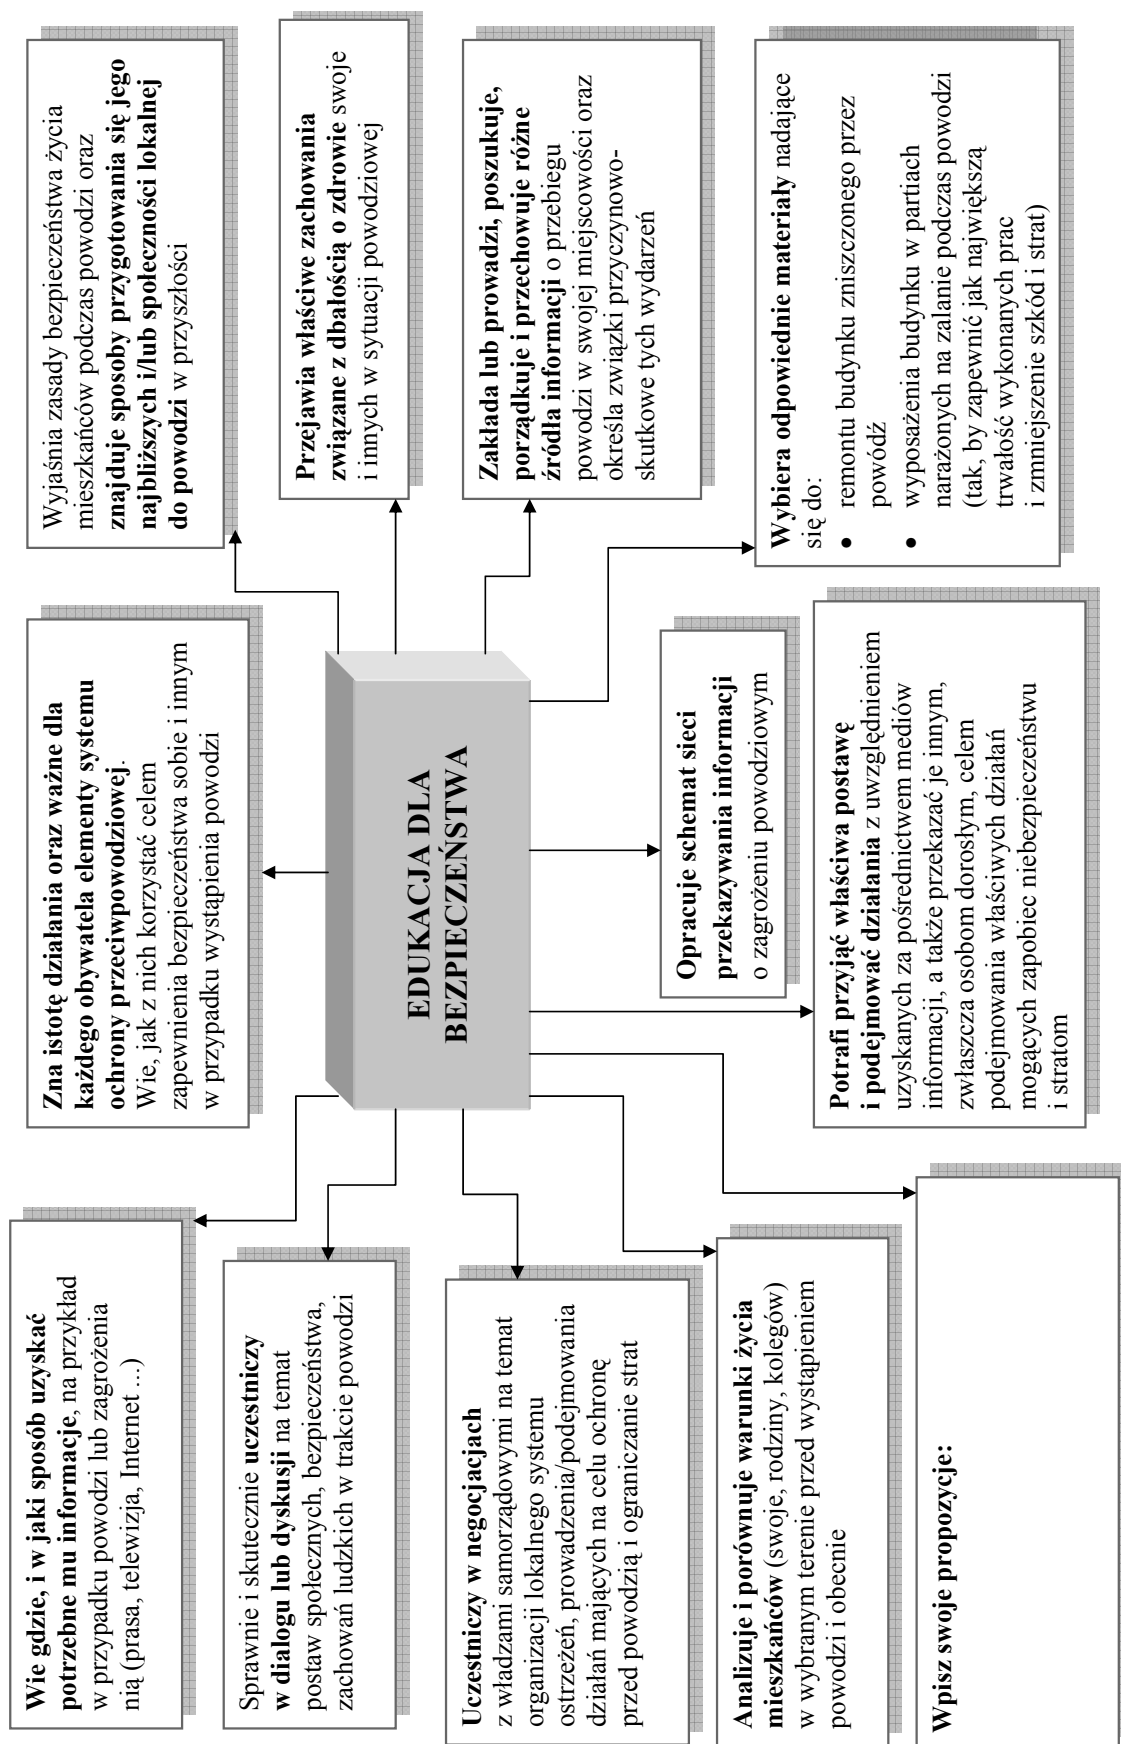 Wie gdzie, i w jaki sposób uzyskać
potrzebne mu informacje, na przykład
w przypadku powodzi lub zagrożenia
nią (prasa, telewizja, Internet ...)
Zna istotę działania oraz ważne dla
każdego obywatela elementy systemu
ochrony przeciwpowodziowej.
Wie, jak z nich korzystać celem
zapewnienia bezpieczeństwa sobie i innym
w przypadku wystąpienia powodzi
Wyjaśnia zasady bezpieczeństwa życia
mieszkańców podczas powodzi oraz
znajduje sposoby przygotowania się jego
najbliższych i/lub społeczności lokalnej
do powodzi w przyszłości
Sprawnie i skutecznie uczestniczy
w dialogu lub dyskusji na temat
postaw społecznych, bezpieczeństwa,
zachowań ludzkich w trakcie powodzi
EDUKACJA DLA
BEZPIECZEŃSTWA
Przejawia właściwe zachowania
związane z dbałością o zdrowie swoje
i innych w sytuacji powodziowej
Uczestniczy w negocjacjach
z władzami samorządowymi na temat
organizacji lokalnego systemu
ostrzeżeń, prowadzenia/podejmowania
działań mających na celu ochronę
przed powodzią i ograniczanie strat
Zakłada lub prowadzi, poszukuje,
porządkuje i przechowuje różne
źródła informacji o przebiegu
powodzi w swojej miejscowości oraz
określa związki przyczynowo-
skutkowe tych wydarzeń
Opracuje schemat sieci
przekazywania informacji
o zagrożeniu powodziowym
Analizuje i porównuje warunki życia
mieszkańców (swoje, rodziny, kolegów)
w wybranym terenie przed wystąpieniem
powodzi i obecnie
Potrafi przyjąć właściwa postawę
i podejmować działania z uwzględnieniem
uzyskanych za pośrednictwem mediów
informacji, a także przekazać je innym,
zwłaszcza osobom dorosłym, celem
podejmowania właściwych działań
mogących zapobiec niebezpieczeństwu
i stratom
Wybiera odpowiednie materiały nadające
się do:
• remontu budynku zniszczonego przez
powódź
• wyposażenia budynku w partiach
narażonych na zalanie podczas powodzi
(tak, by zapewnić jak największą
trwałość wykonanych prac
i zmniejszenie szkód i strat)
Wpisz swoje propozycje: